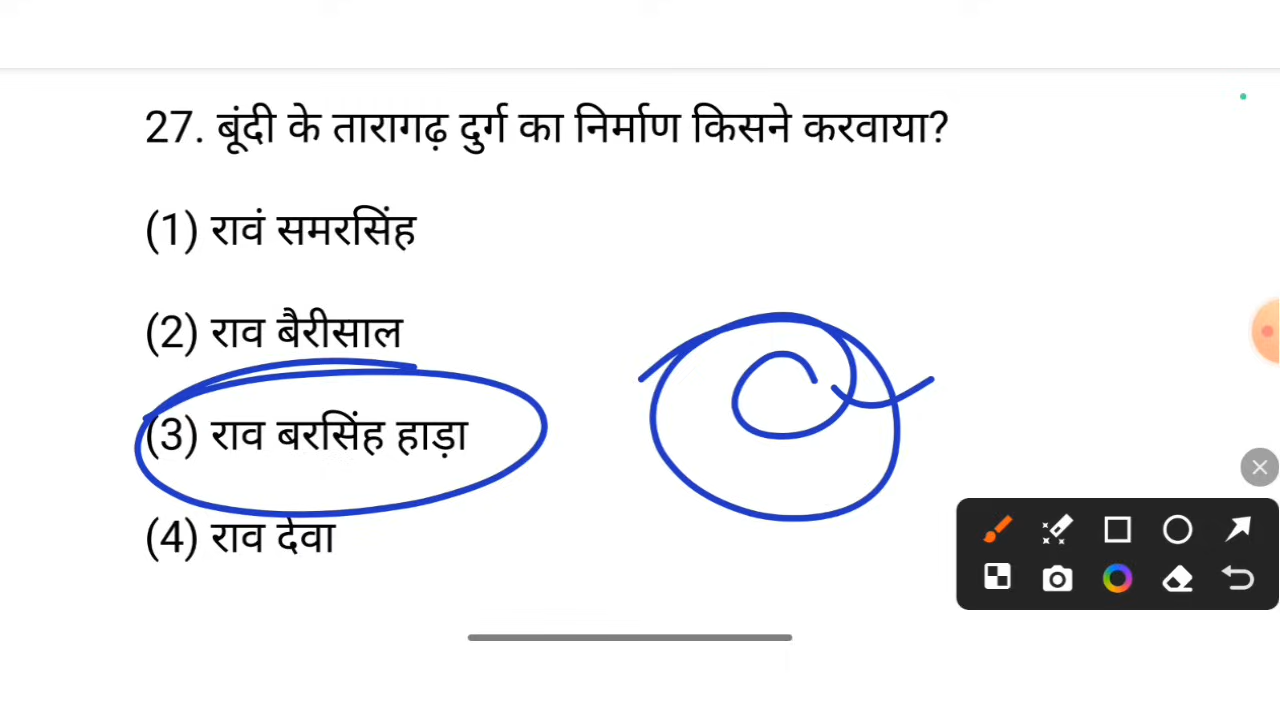 27. बूंदी के तारागढ़ दुर्ग का निर्माण किसने करवाया?
(1) रावं समरसिंह
(2) राव बैरीसाल
(3) राव बरसिंह हाड़ा
(4) राव देवा